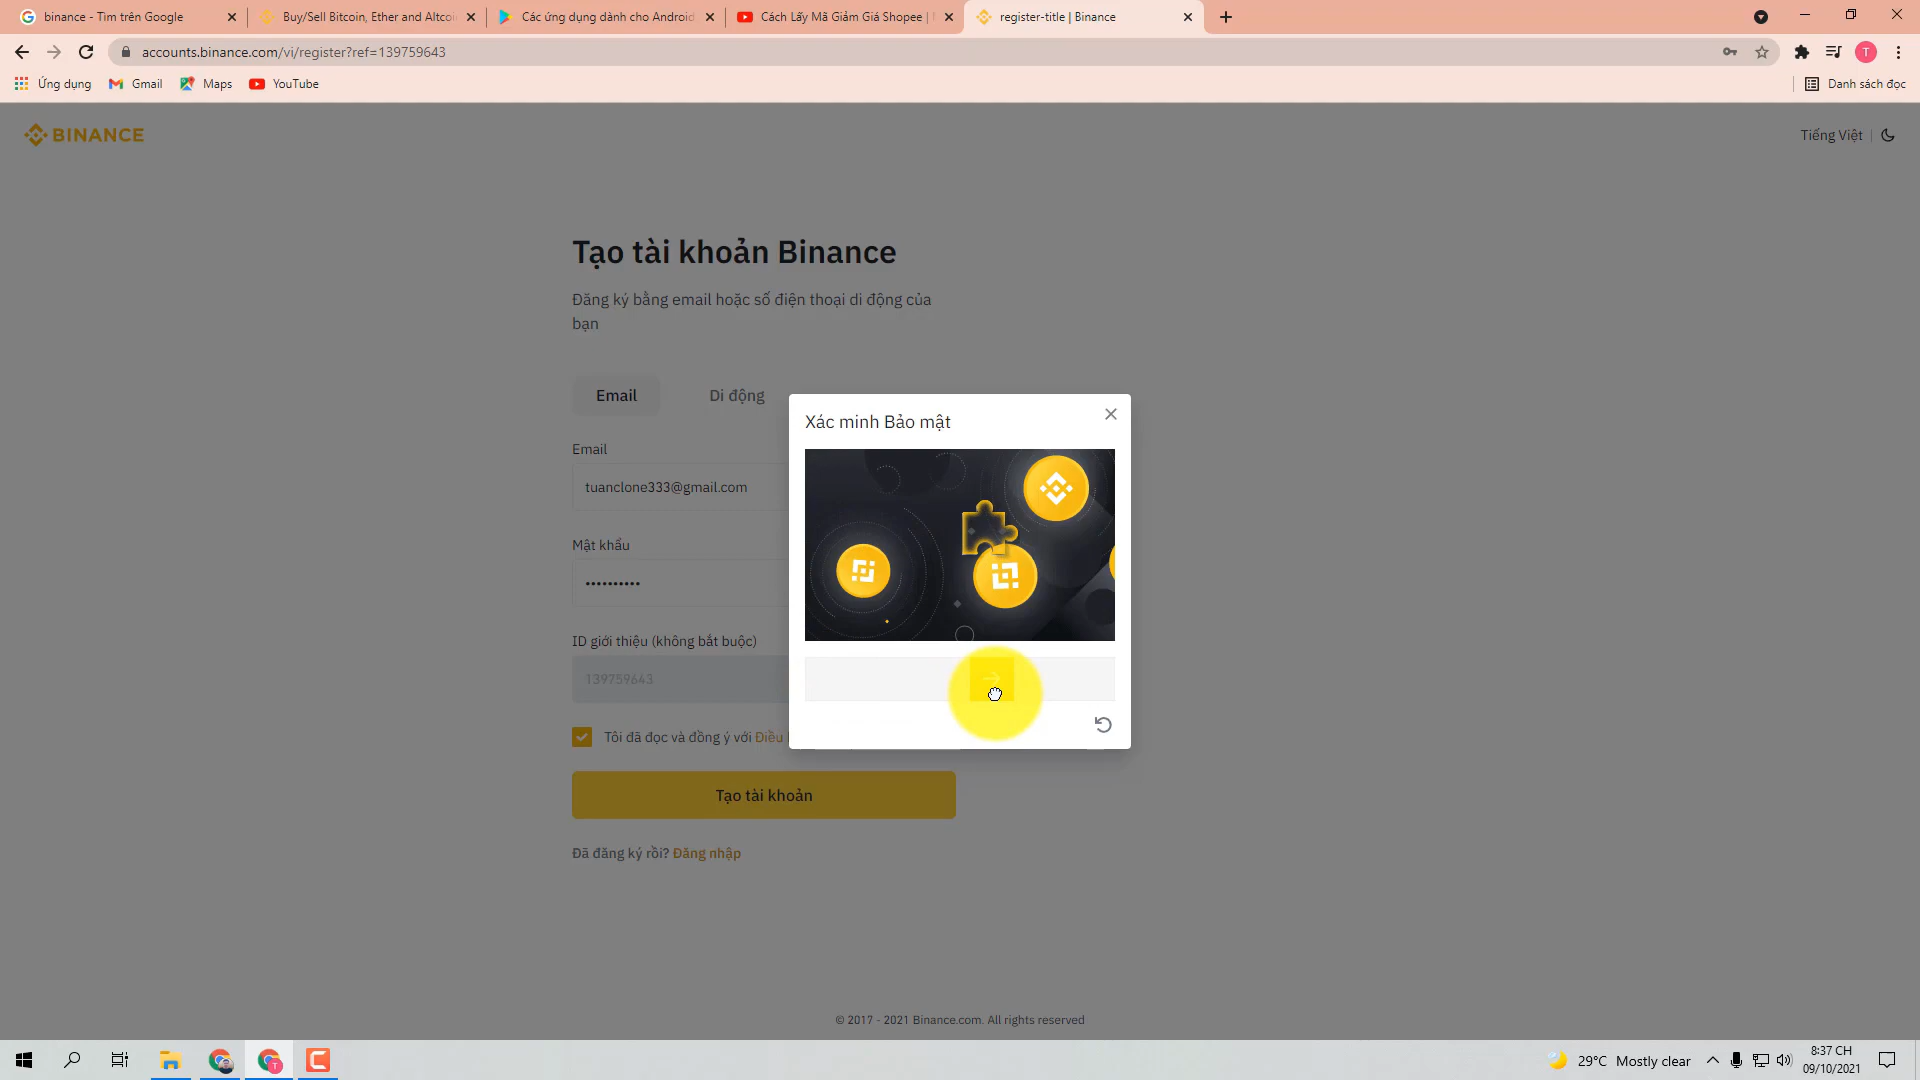 binance - Tìm trên Google
Buy/Sell Bitcoin, Ether and Altcoi
Các ứng dụng dành cho Android
Cách Lấy Mã Giảm Giá Shopee |
register-title | Binance
accounts.binance.com/vi/register?ref=139759643
T
Ứng dụng
Gmail
Maps
YouTube
Danh sách đọc
BINANCE
Tiếng Việt
Tạo tài khoản Binance
Đăng ký bằng email hoặc số điện thoại di động của
bạn
Email
Di động
Xác minh Bảo mật
Email
tuanclone333@gmail.com
Mật khẩu
••••••••••
ID giới thiệu (không bắt buộc)
139759643
Tôi đã đọc và đồng ý với Điều
Tạo tài khoản
Đã đăng ký rồi? Đăng nhập
© 2017 - 2021 Binance.com. All rights reserved
29°C Mostly clear
8:37 CH
09/10/2021